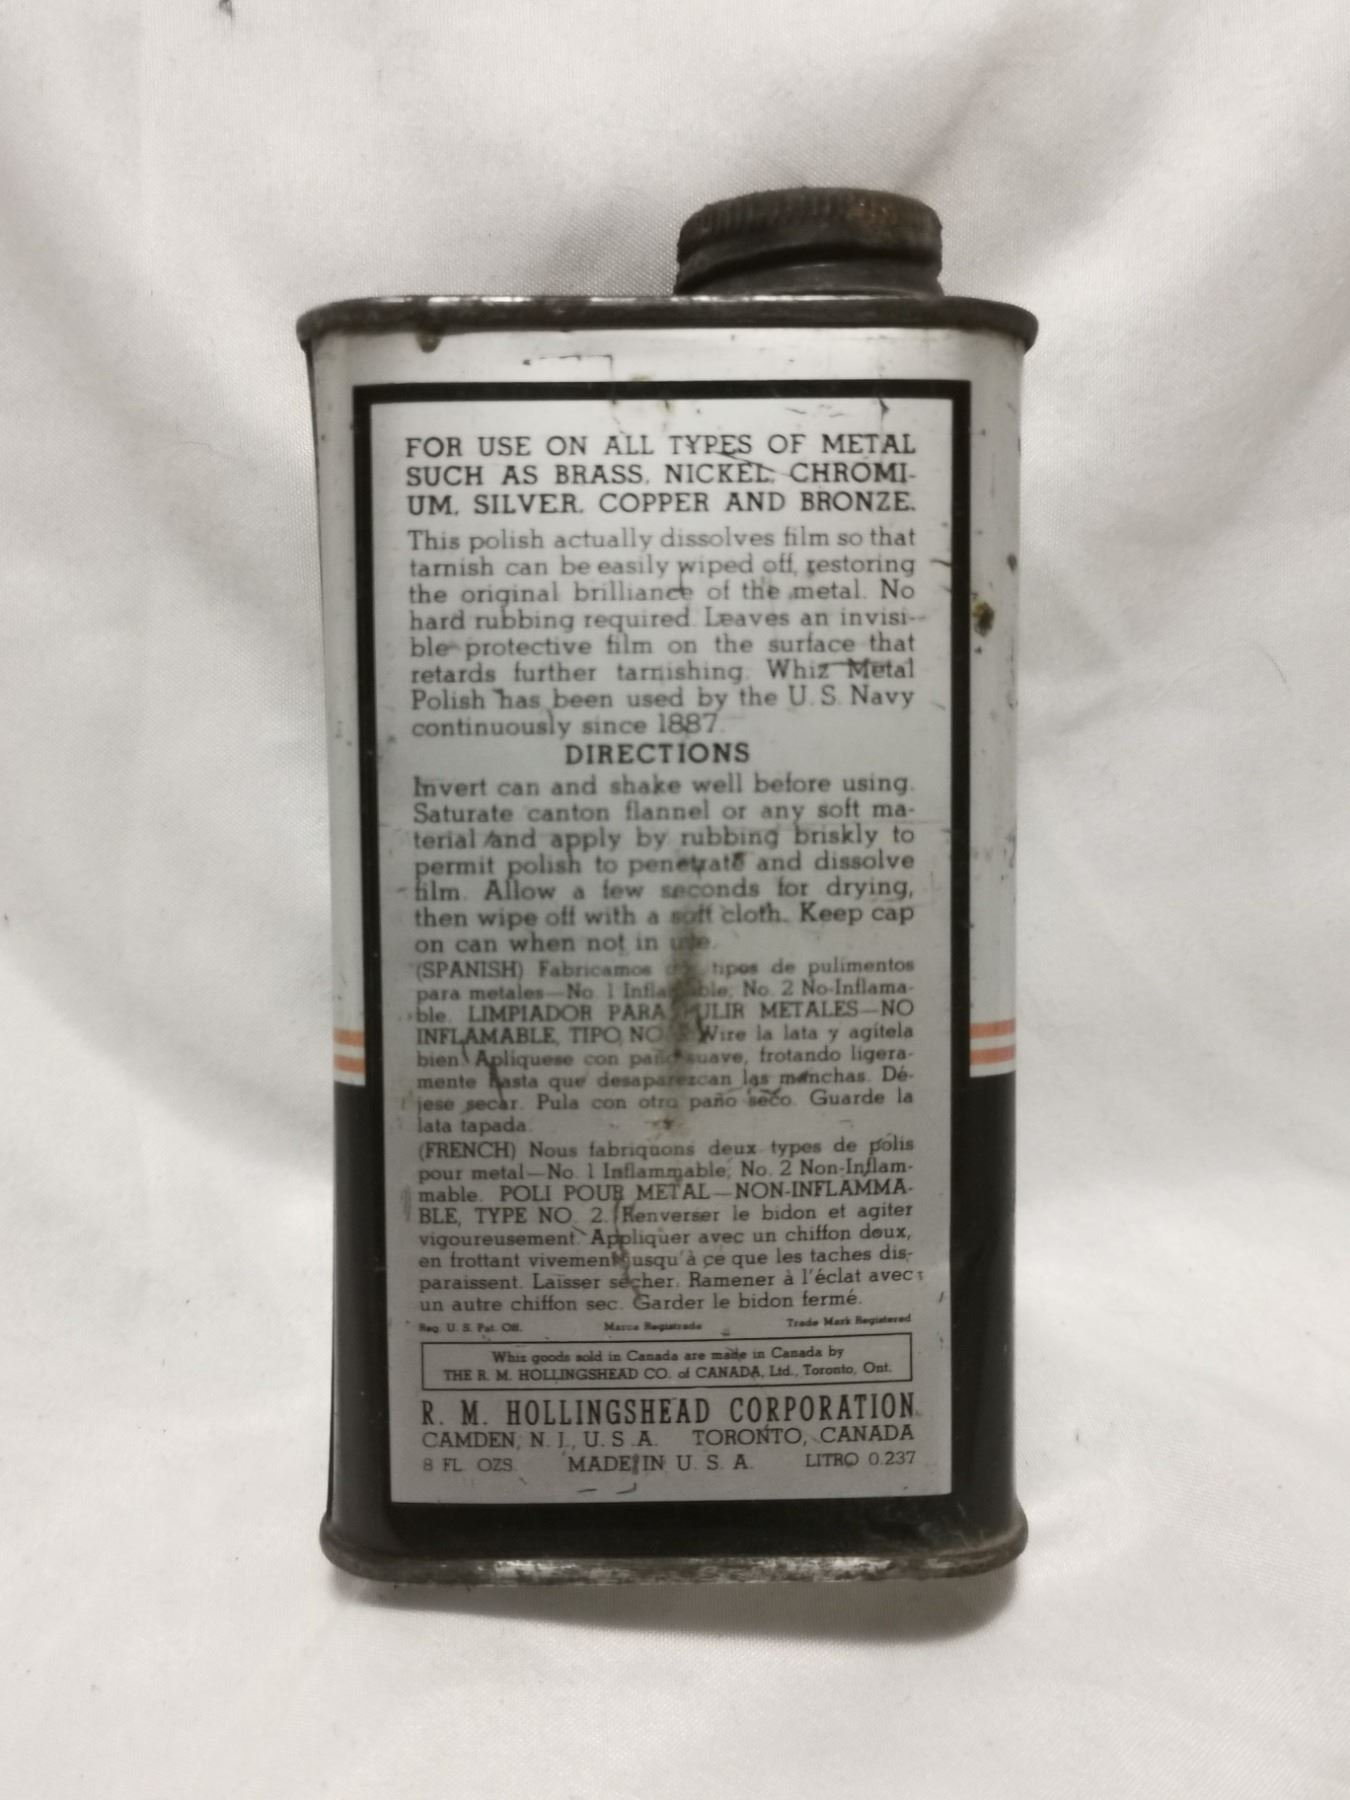 FOR USE ON ALL TYPES OF METAL
SUCH AS BRASS, NICKEL, CHROMI-
UM, SILVER, COPPER AND BRONZE.
This polish actually dissolves film so that
tarnish can be easily wiped off, restoring
the original brilliance of the metal. No
hard rubbing required. Leaves an invisi-
ble protective film on the surface that
retards further tarnishing. Whiz Metal
Polish has been used by the U. S. Navy
continuously since 1887.
DIRECTIONS
Invert can and shake well before using.
Saturate canton flannel or any soft ma-
terial and apply by rubbing briskly to
permit polish to penetrate and dissolve
film. Allow a few seconds for drying,
then wipe off with a soft cloth. Keep cap
on can when not in use.
(SPANISH) Fabricamos tipos de pulimentos
para metales—No. 1 Inflamable, No. 2 No-Inflama-
ble. LIMPIADOR PARA PULIR METALES—NO
INFLAMABLE, TIPO NO. Vire la lata y agítela
bien. Aplíquese con paño suave, frotando ligera-
mente hasta que desaparezcan las manchas. Dé-
jese secar. Pula con otro paño seco. Guarde la
lata tapada.
(FRENCH) Nous fabriquons deux types de polis
pour metal—No. 1 Inflammable, No. 2 Non-Inflam-
mable. POLI POUR METAL—NON-INFLAMMA-
BLE, TYPE NO. 2. Renverser le bidon et agiter
vigoureusement. Appliquer avec un chiffon doux,
en frottant vivement jusqu'à ce que les taches dis-
paraissent. Laisser sécher. Ramener à l'éclat avec
un autre chiffon sec. Garder le bidon fermé.
Reg. U. S. Pat. Off. Marca Registrada Trade Mark Registered
Whiz goods sold in Canada are made in Canada by
THE R. M. HOLLINGSHEAD CO. of CANADA, Ltd., Toronto, Ont.
R. M. HOLLINGSHEAD CORPORATION
CAMDEN, N. J., U. S. A. TORONTO, CANADA
8 FL. OZS. MADE IN U. S. A. LITRO 0.237